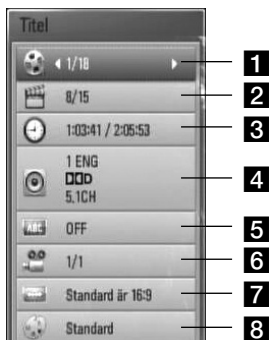 Titel
1/18 1
8/15 2
1:03:41 / 2:05:53 3
1 ENG
D 4
5.1CH
ABC OFF 5
1/1 6
Standard är 16:9 7
Standard 8